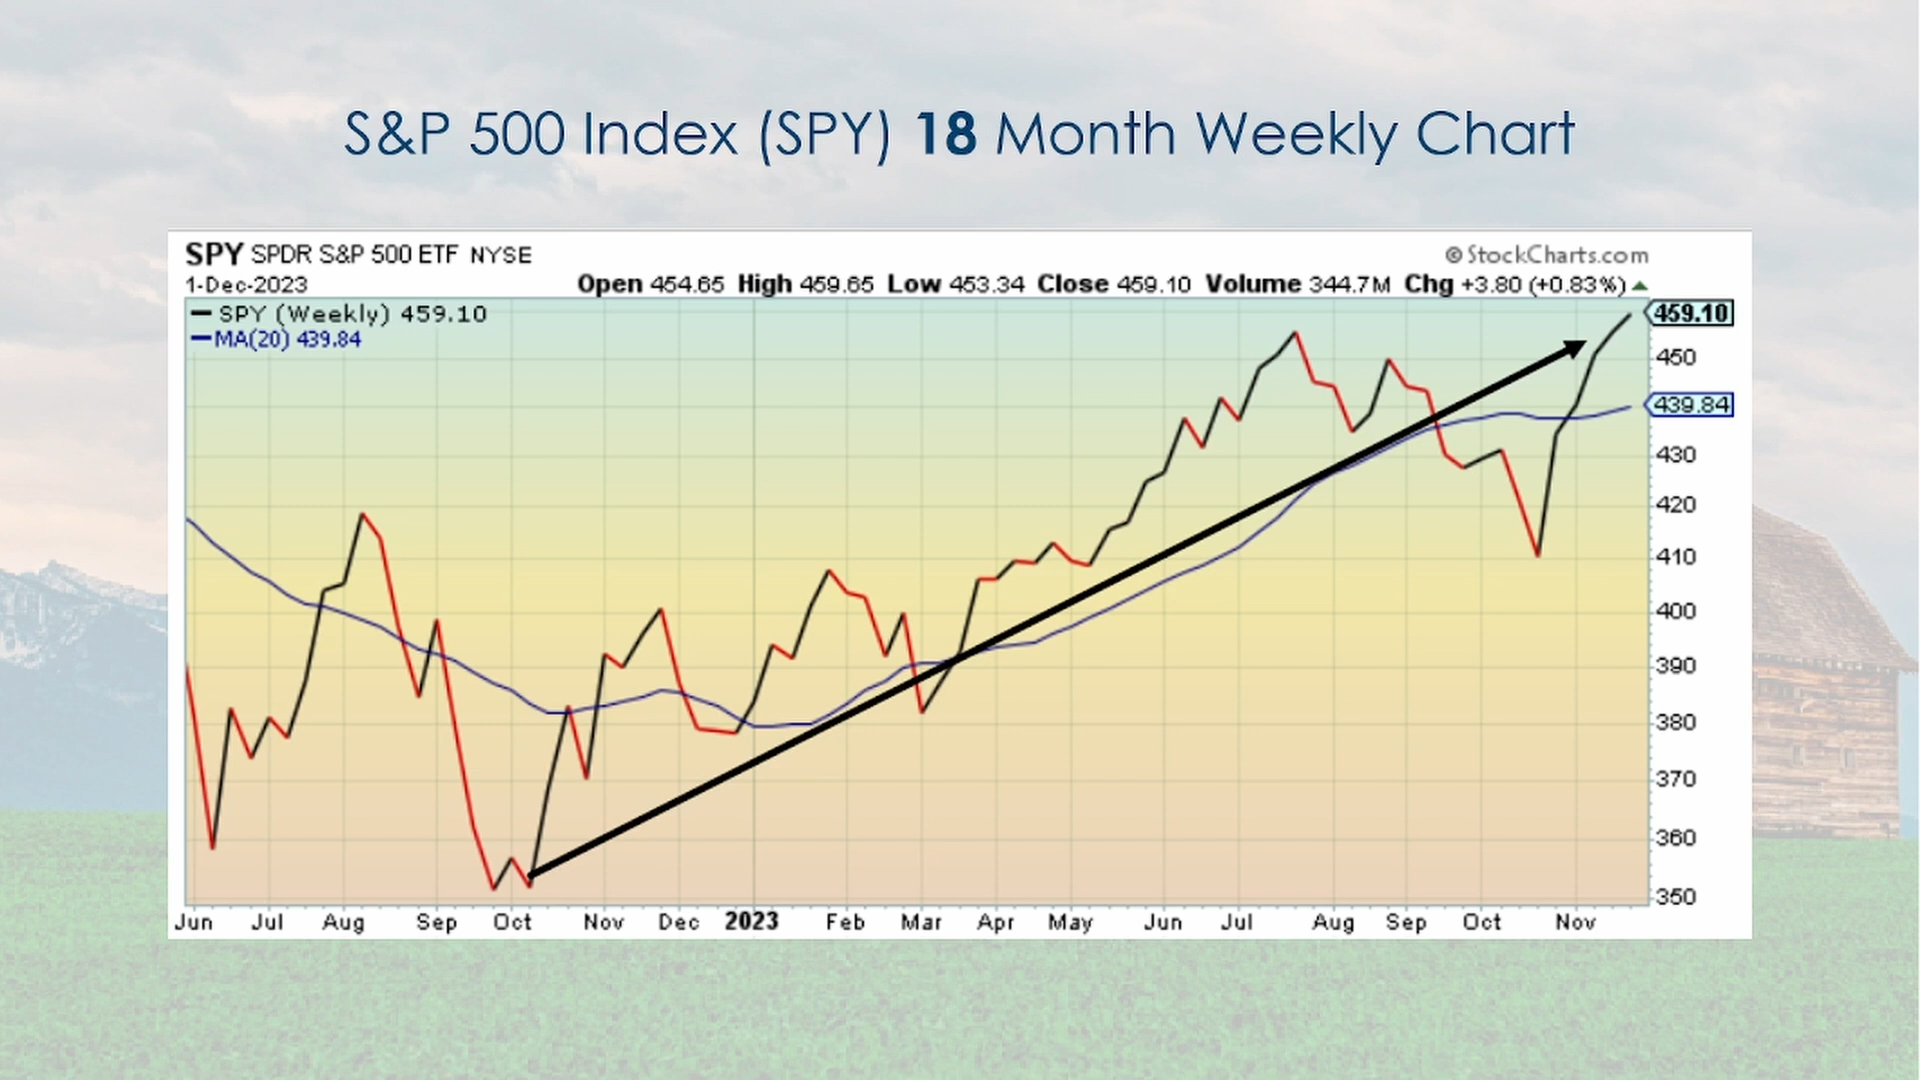 S&P 500 Index (SPY) 18 Month Weekly Chart
SPY SPDR S&P 500 ETF NYSE
© StockCharts.com
1-Dec-2023
Open 454.65 High 459.65 Low 453.34 Close 459.10 Volume 344.7M Chg +3.80 (+0.83%)
SPY (Weekly) 459.10
MA(20) 439.84
459.10
450
439.84
430
420
410
400
390
380
370
360
350
Jun Jul Aug Sep Oct Nov Dec 2023 Feb Mar Apr May Jun Jul Aug Sep Oct Nov